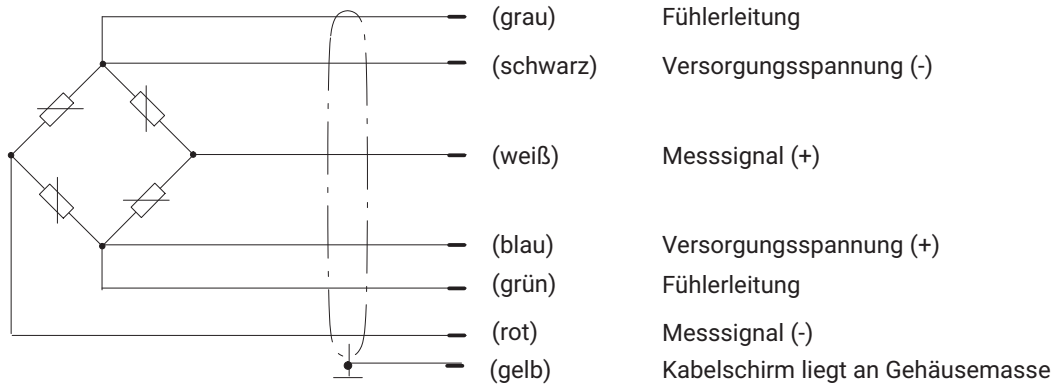 (grau) Fühlerleitung
(schwarz) Versorgungsspannung (-)
(weiß) Messsignal (+)
(blau) Versorgungsspannung (+)
(grün) Fühlerleitung
(rot) Messsignal (-)
(gelb) Kabelschirm liegt an Gehäusemasse